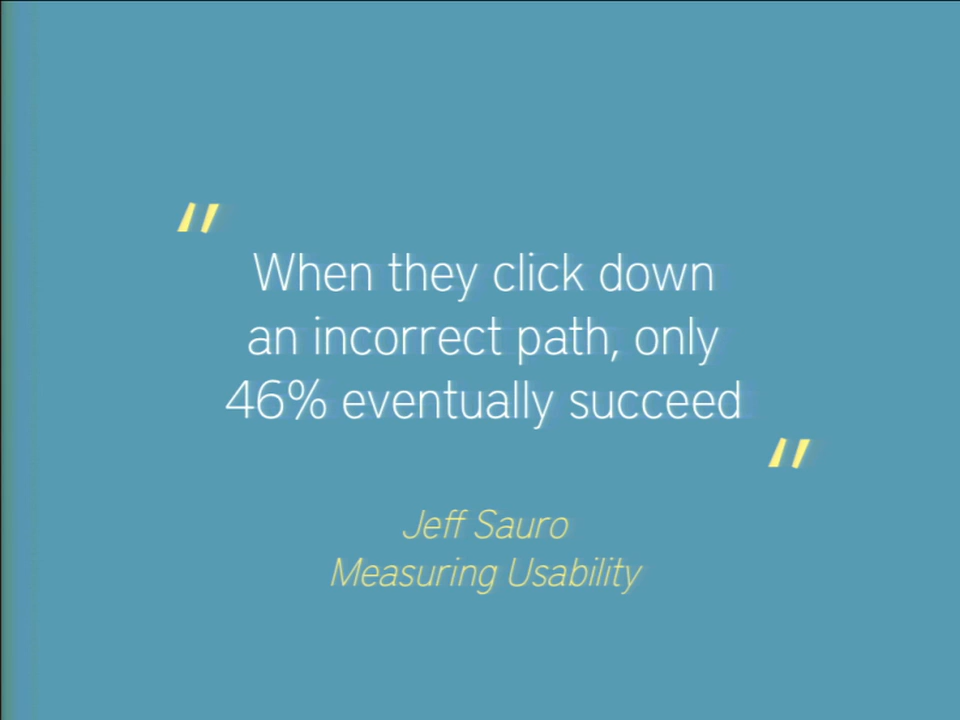 "
When they click down
an incorrect path, only
46% eventually succeed
"
Jeff Sauro
Measuring Usability